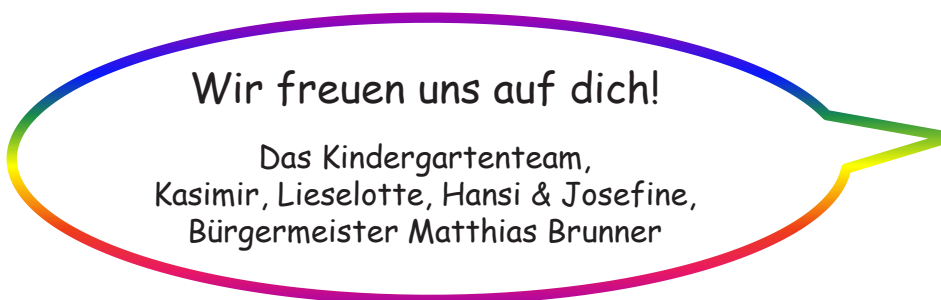 Wir freuen uns auf dich!
Das Kindergartenteam,
Kasimir, Lieselotte, Hansi & Josefine,
Bürgermeister Matthias Brunner